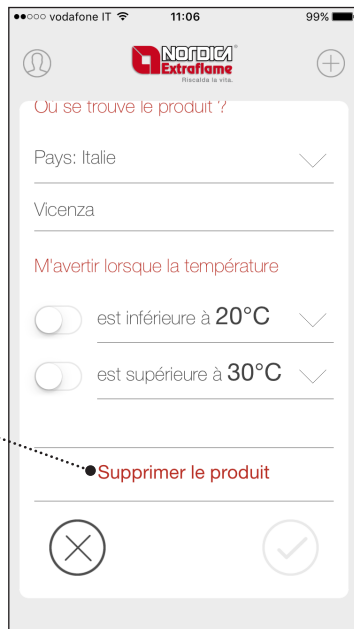 vodafone IT 11:06 99%
NORDICA
Extraflame
Riscalda la vita.
Où se trouve le produit ?
Pays: Italie
Vicenza
M'avertir lorsque la température
est inférieure à 20°C
est supérieure à 30°C
Supprimer le produit